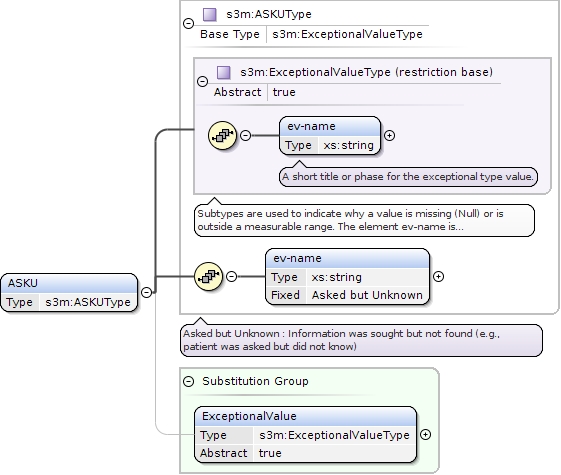 s3m:ASKUType
Base Type s3m:ExceptionalValueType
s3m:ExceptionalValueType (restriction base)
Abstract true
ev-name
Type xs:string
A short title or phase for the exceptional type value.
Subtypes are used to indicate why a value is missing (Null) or is
outside a measurable range. The element ev-name is...
ev-name
Type xs:string
Fixed Asked but Unknown
ASKU
Type s3m:ASKUType
Asked but Unknown : Information was sought but not found (e.g.,
patient was asked but did not know)
Substitution Group
ExceptionalValue
Type s3m:ExceptionalValueType
Abstract true